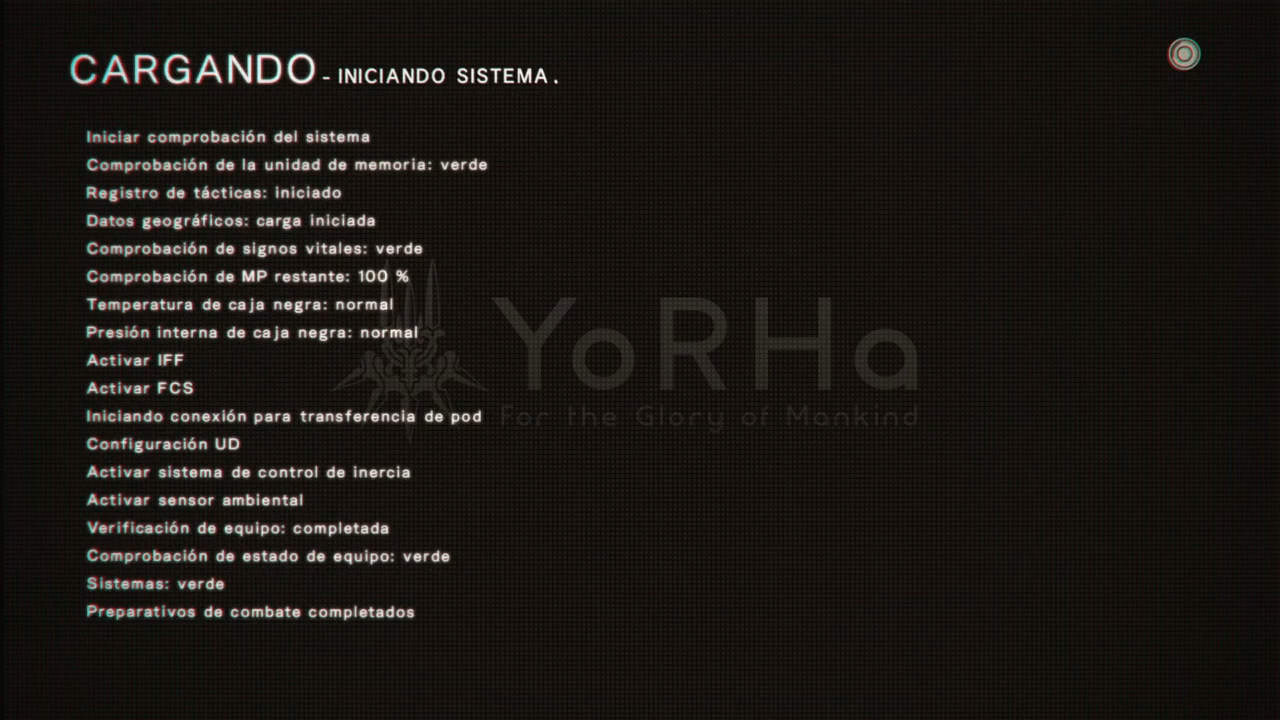 CARGANDO - INICIANDO SISTEMA.
Iniciar comprobación del sistema
Comprobación de la unidad de memoria: verde
Registro de tácticas: iniciado
Datos geográficos: carga iniciada
Comprobación de signos vitales: verde
Comprobación de MP restante: 100 %
Temperatura de caja negra: normal
Presión interna de caja negra: normal
Activar IFF
Activar FCS
Iniciando conexión para transferencia de pod
Configuración UD
Activar sistema de control de inercia
Activar sensor ambiental
Verificación de equipo: completada
Comprobación de estado de equipo: verde
Sistemas: verde
Preparativos de combate completados
YoRHa
For the Glory of Mankind